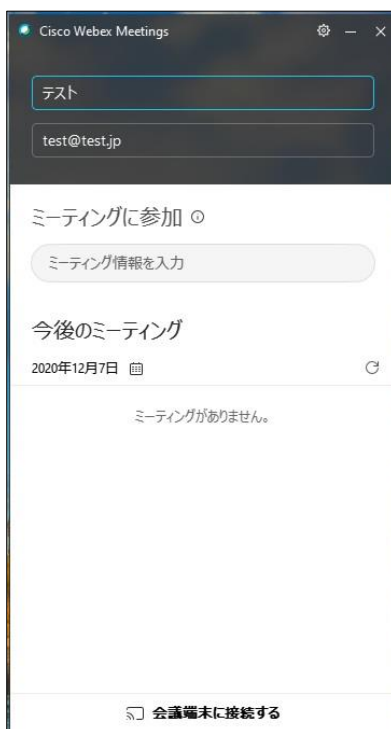 Cisco Webex Meetings
テスト
test@test.jp
ミーティングに参加
ミーティング情報を入力
今後のミーティング
2020年12月7日
ミーティングがありません。
会議端末に接続する